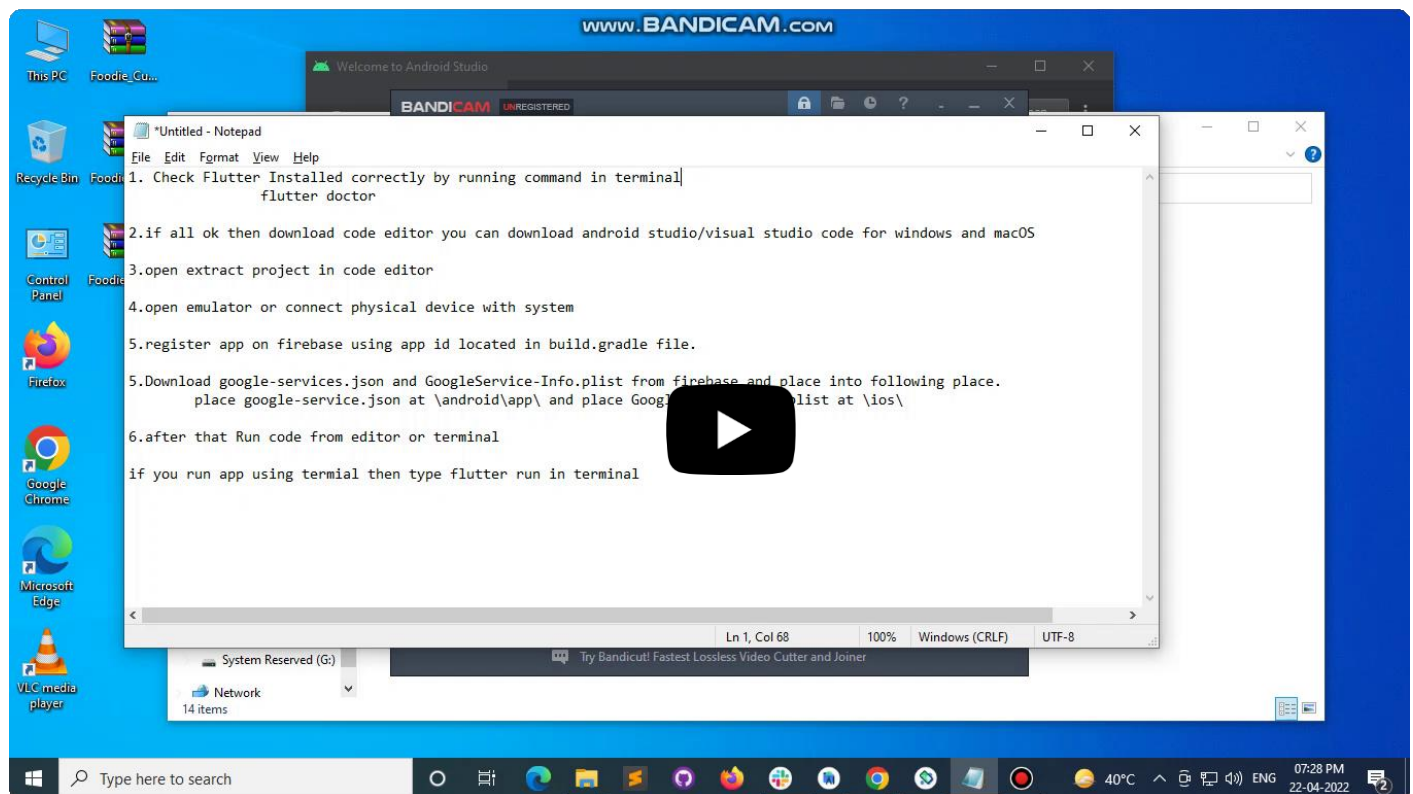 www.BANDICAM.com
This PC
Foodie_Cu...
Welcome to Android Studio
BANDICAM UNREGISTERED
*Untitled - Notepad
File Edit Format View Help
Recycle Bin
1. Check Flutter Installed correctly by running command in terminal
flutter doctor
2.if all ok then download code editor you can download android studio/visual studio code for windows and macOS
3.open extract project in code editor
Control Panel
4.open emulator or connect physical device with system
5.register app on firebase using app id located in build.gradle file.
Firefox
5.Download google-services.json and GoogleService-Info.plist from firebase and place into following place.
place google-service.json at \android\app\ and place Googl plist at \ios\
6.after that Run code from editor or terminal
if you run app using termial then type flutter run in terminal
Google Chrome
Microsoft Edge
Ln 1, Col 68 100% Windows (CRLF) UTF-8
System Reserved (G:)
Try Bandicut! Fastest Lossless Video Cutter and Joiner
VLC media player
Network
14 items
Type here to search
40°C ENG 07:28 PM
22-04-2022
2